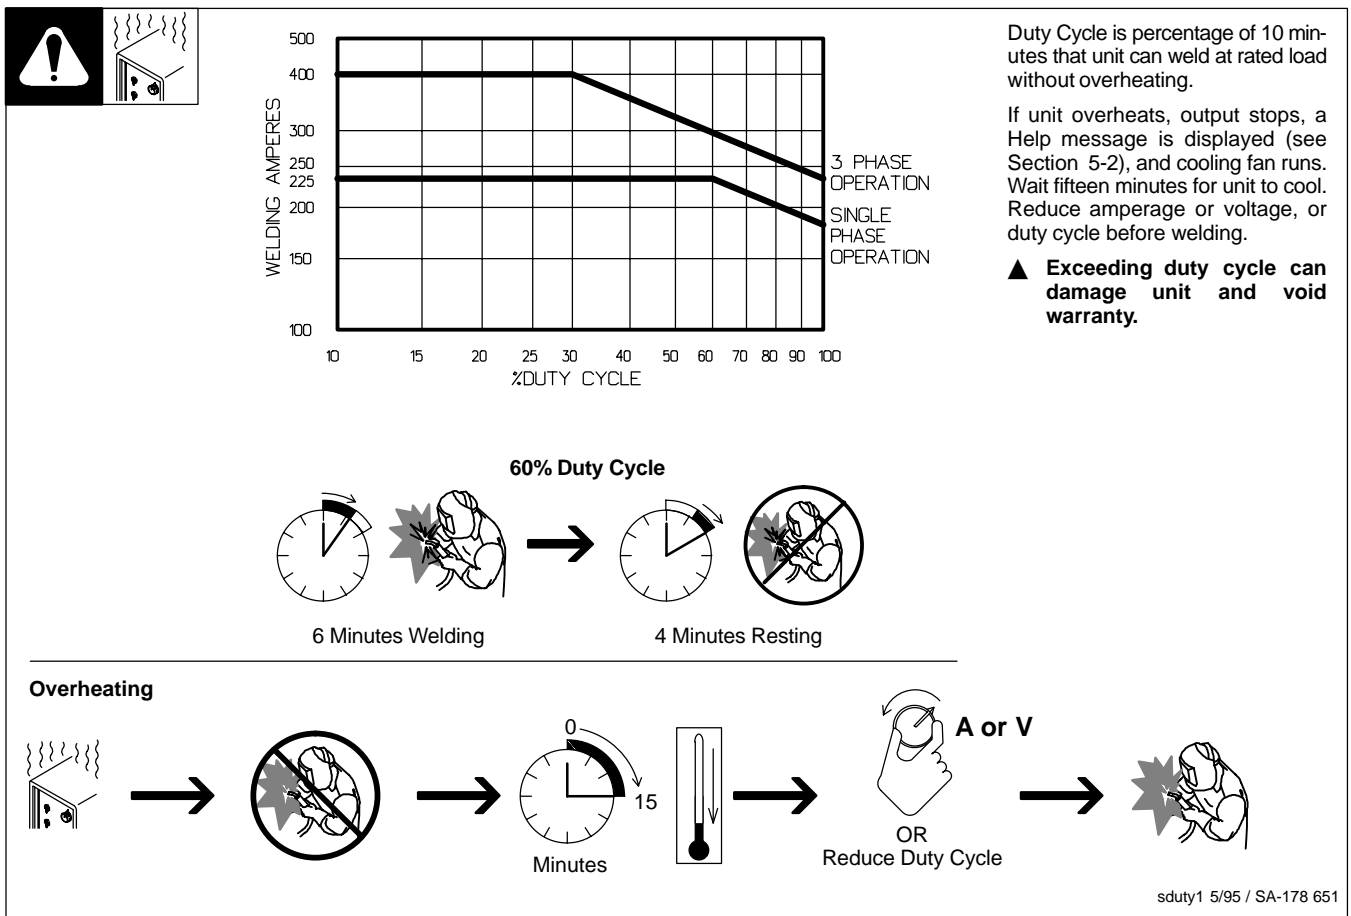 500
400
300
250
225
200
150
100
WELDING AMPERES
10 15 20 25 30 40 50 60 70 80 90 100
%DUTY CYCLE
3 PHASE
OPERATION
SINGLE
PHASE
OPERATION
Duty Cycle is percentage of 10 min-
utes that unit can weld at rated load
without overheating.
If unit overheats, output stops, a
Help message is displayed (see
Section 5-2), and cooling fan runs.
Wait fifteen minutes for unit to cool.
Reduce amperage or voltage, or
duty cycle before welding.
Exceeding duty cycle can
damage unit and void
warranty.
60% Duty Cycle
6 Minutes Welding
4 Minutes Resting
Overheating
0
15
Minutes
A or V
OR
Reduce Duty Cycle
sduty1 5/95 / SA-178 651